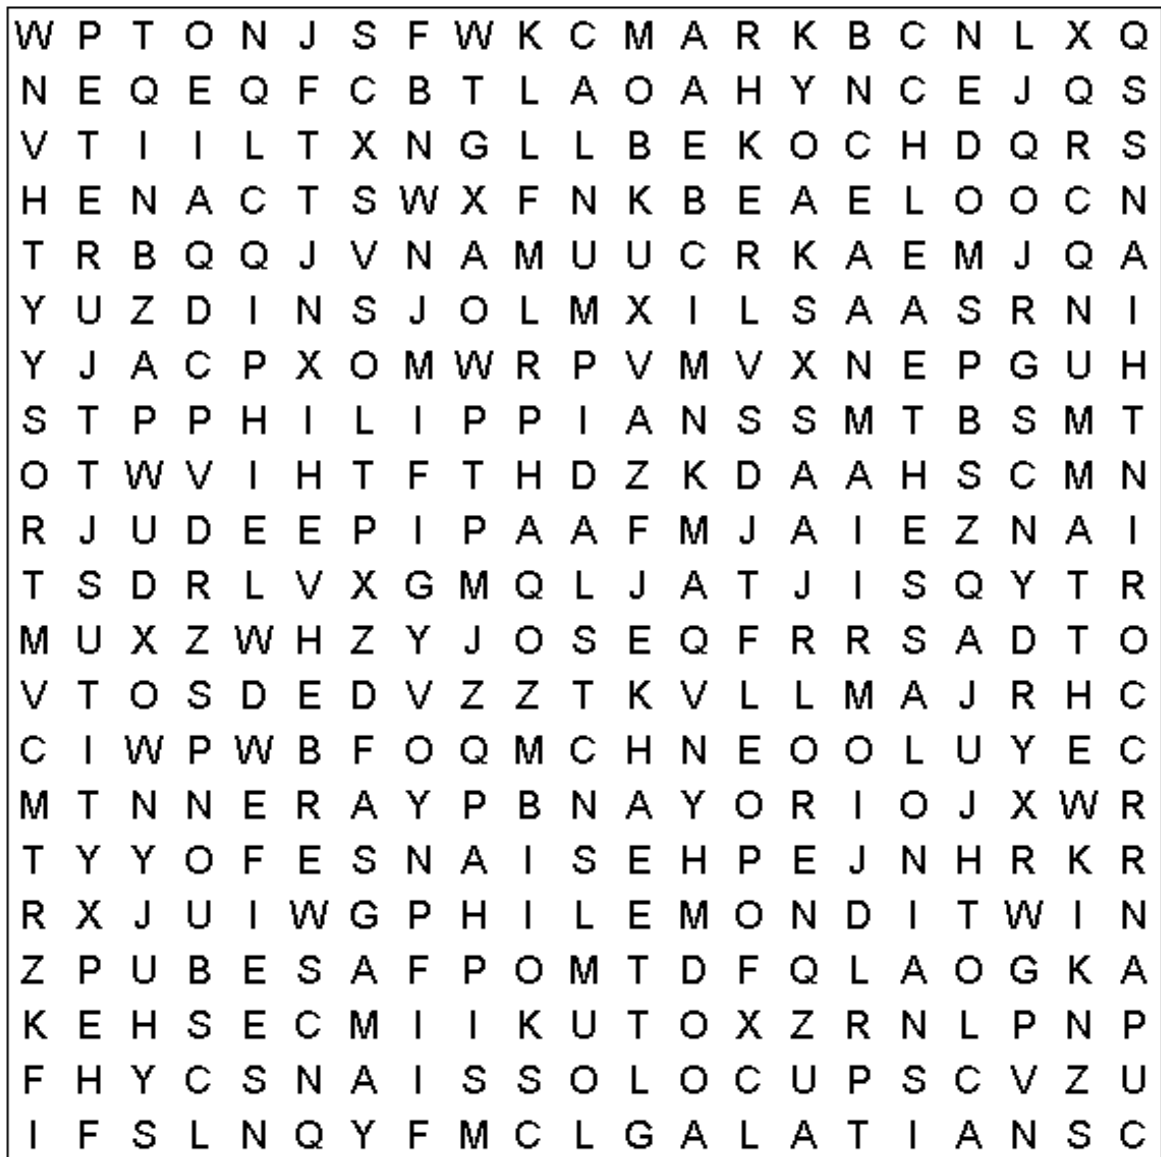 W P T O N J S F W K C M A R K B C N L X Q
N E Q E Q F C B T L A O A H Y N C E J Q S
V T I I L T X N G L L B E K O C H D Q R S
H E N A C T S W X F N K B E A E L O O C N
T R B Q Q J V N A M U U C R K A E M J Q A
Y U Z D I N S J O L M X I L S A A S R N I
Y J A C P X O M W R P V M V X N E P G U H
S T P P H I L I P P I A N S S M T B S M T
O T W V I H T F T H D Z K D A A H S C M N
R J U D E E P I P A A F M J A I E Z N A I
T S D R L V X G M Q L J A T J I S Q Y T R
M U X Z W H Z Y J O S E Q F R R S A D T O
V T O S D E D V Z Z T K V L L M A J R H C
C I W P W B F O Q M C H N E O O L U Y E C
M T N N E R A Y P B N A Y O R I O J X W R
T Y Y O F E S N A I S E H P E J N H R K R
R X J U I W G P H I L E M O N D I T W I N
Z P U B E S A F P O M T D F Q L A O G K A
K E H S E C M I I K U T O X Z R N L P N P
F H Y C S N A I S S O L O C U P S C V Z U
I F S L N Q Y F M C L G A L A T I A N S C